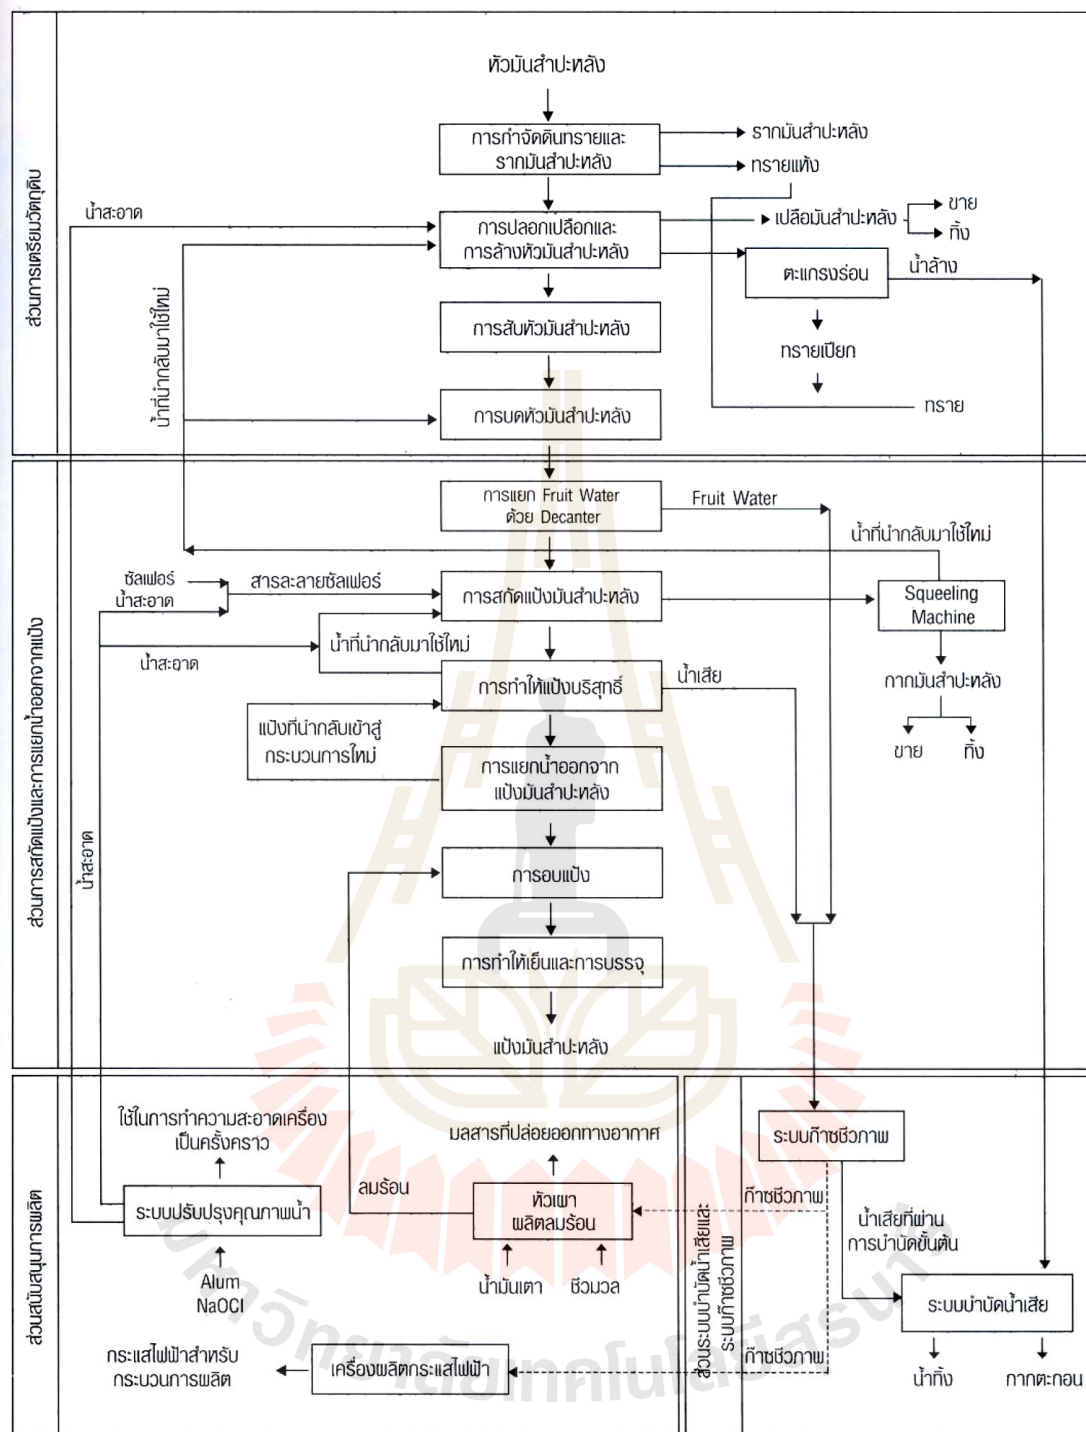 ส่วนการเตรียมวัตถุดิบ
หัวมันสำปะหลัง
การกำจัดดินทรายและ
รากมันสำปะหลัง
รากมันสำปะหลัง
ทรายแห้ง
น้ำสะอาด
การปลอกเปลือกและ
การล้างหัวมันสำปะหลัง
เปลือมันสำปะหลัง
ขาย
ทิ้ง
ตะแกรงร่อน
น้ำล้าง
น้ำที่นำกลับมาใช้ใหม่
การสับหัวมันสำปะหลัง
ทรายเปียก
การบดหัวมันสำปะหลัง
ทราย
ส่วนการสกัดแป้งและการแยกน้ำออกจากแป้ง
การแยก Fruit Water
ด้วย Decanter
Fruit Water
น้ำที่นำกลับมาใช้ใหม่
ซัลเฟอร์
น้ำสะอาด
สารละลายซัลเฟอร์
การสกัดแป้งมันสำปะหลัง
Squeeling
Machine
น้ำสะอาด
น้ำที่นำกลับมาใช้ใหม่
การทำให้แป้งบริสุทธิ์
น้ำเสีย
กากมันสำปะหลัง
ขาย
ทิ้ง
แป้งที่นำกลับเข้าสู่
กระบวนการใหม่
การแยกน้ำออกจาก
แป้งมันสำปะหลัง
น้ำสะอาด
การอบแป้ง
การทำให้เย็นและการบรรจุ
แป้งมันสำปะหลัง
ส่วนสนับสนุนการผลิต
ใช้ในการทำความสะอาดเครื่อง
เป็นครั้งคราว
ระบบปรับปรุงคุณภาพน้ำ
Alum
NaOCl
ลมร้อน
มลสารที่ปล่อยออกทางอากาศ
หัวเผา
ผลิตลมร้อน
น้ำมันเตา
ชีวมวล
กระแสไฟฟ้าสำหรับ
กระบวนการผลิต
เครื่องผลิตกระแสไฟฟ้า
ส่วนระบบบำบัดน้ำเสียและ
ระบบก๊าซชีวภาพ
ระบบก๊าซชีวภาพ
ก๊าซชีวภาพ
น้ำเสียที่ผ่าน
การบำบัดขั้นต้น
ระบบบำบัดน้ำเสีย
ก๊าซชีวภาพ
น้ำทิ้ง
กากตะกอน
มหาวิทยาลัยเทคโนโลยีสุรนารี